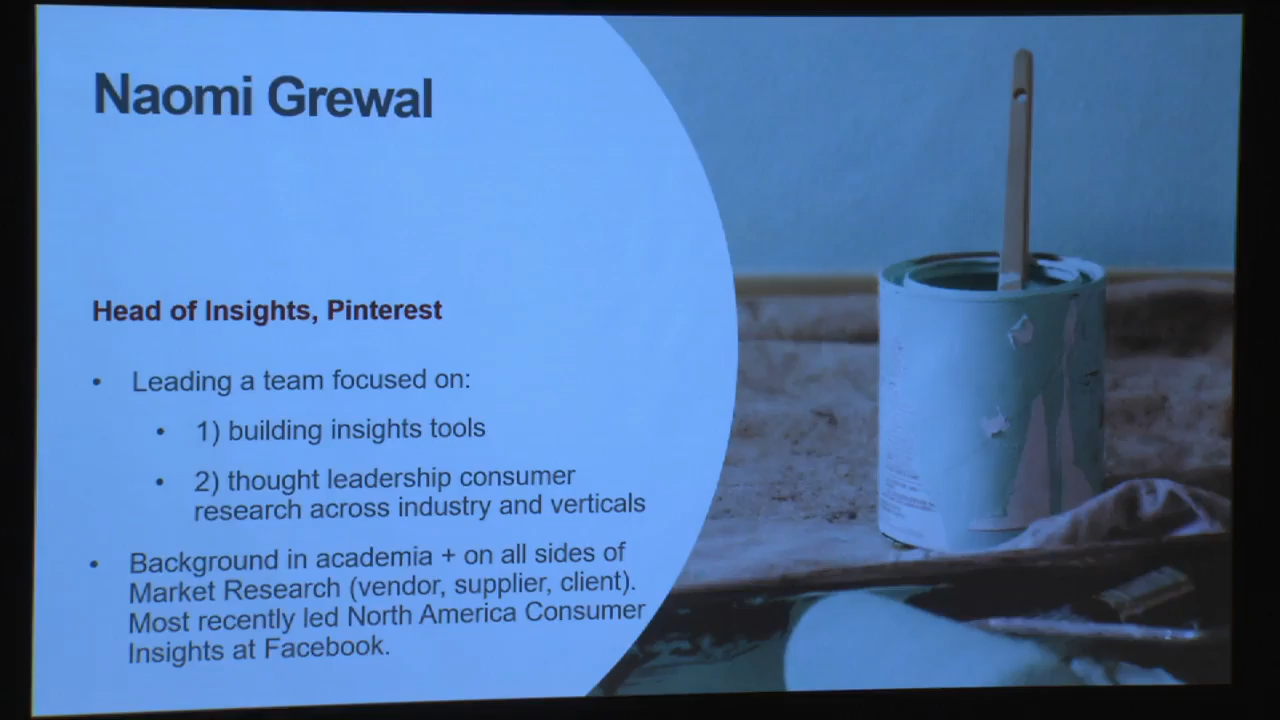 Naomi Grewal
Head of Insights, Pinterest
• Leading a team focused on:
• 1) building insights tools
• 2) thought leadership consumer
research across industry and verticals
• Background in academia + on all sides of
Market Research (vendor, supplier, client).
Most recently led North America Consumer
Insights at Facebook.